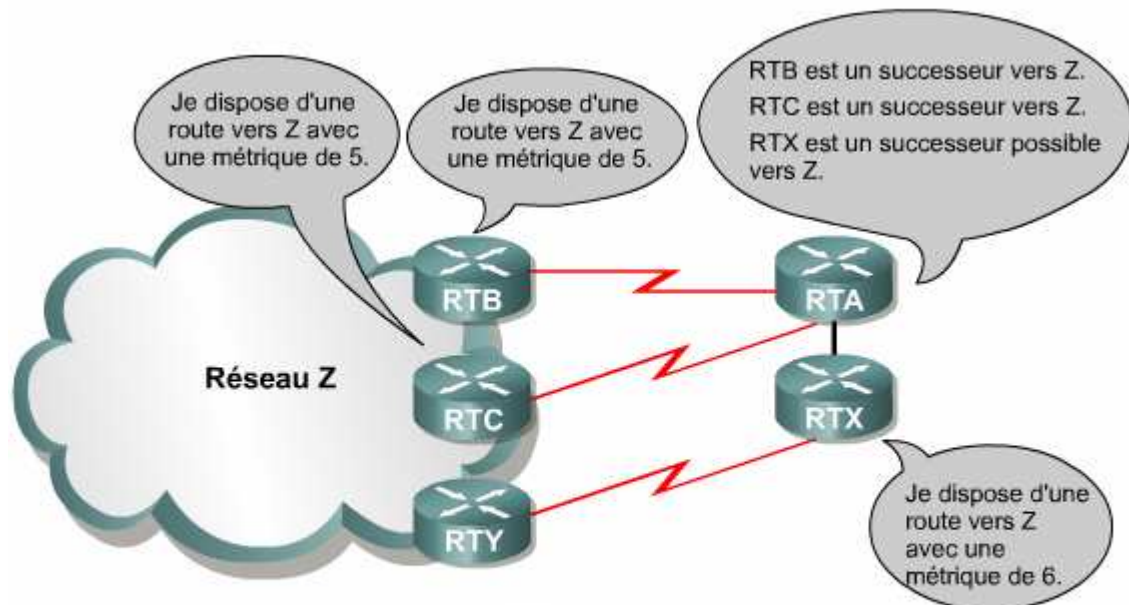 Je dispose d'une
route vers Z avec
une métrique de 5.
Je dispose d'une
route vers Z avec
une métrique de 5.
RTB est un successeur vers Z.
RTC est un successeur vers Z.
RTX est un successeur possible
vers Z.
RTB
RTA
Réseau Z
RTC
RTX
RTY
Je dispose d'une
route vers Z
avec une
métrique de 6.